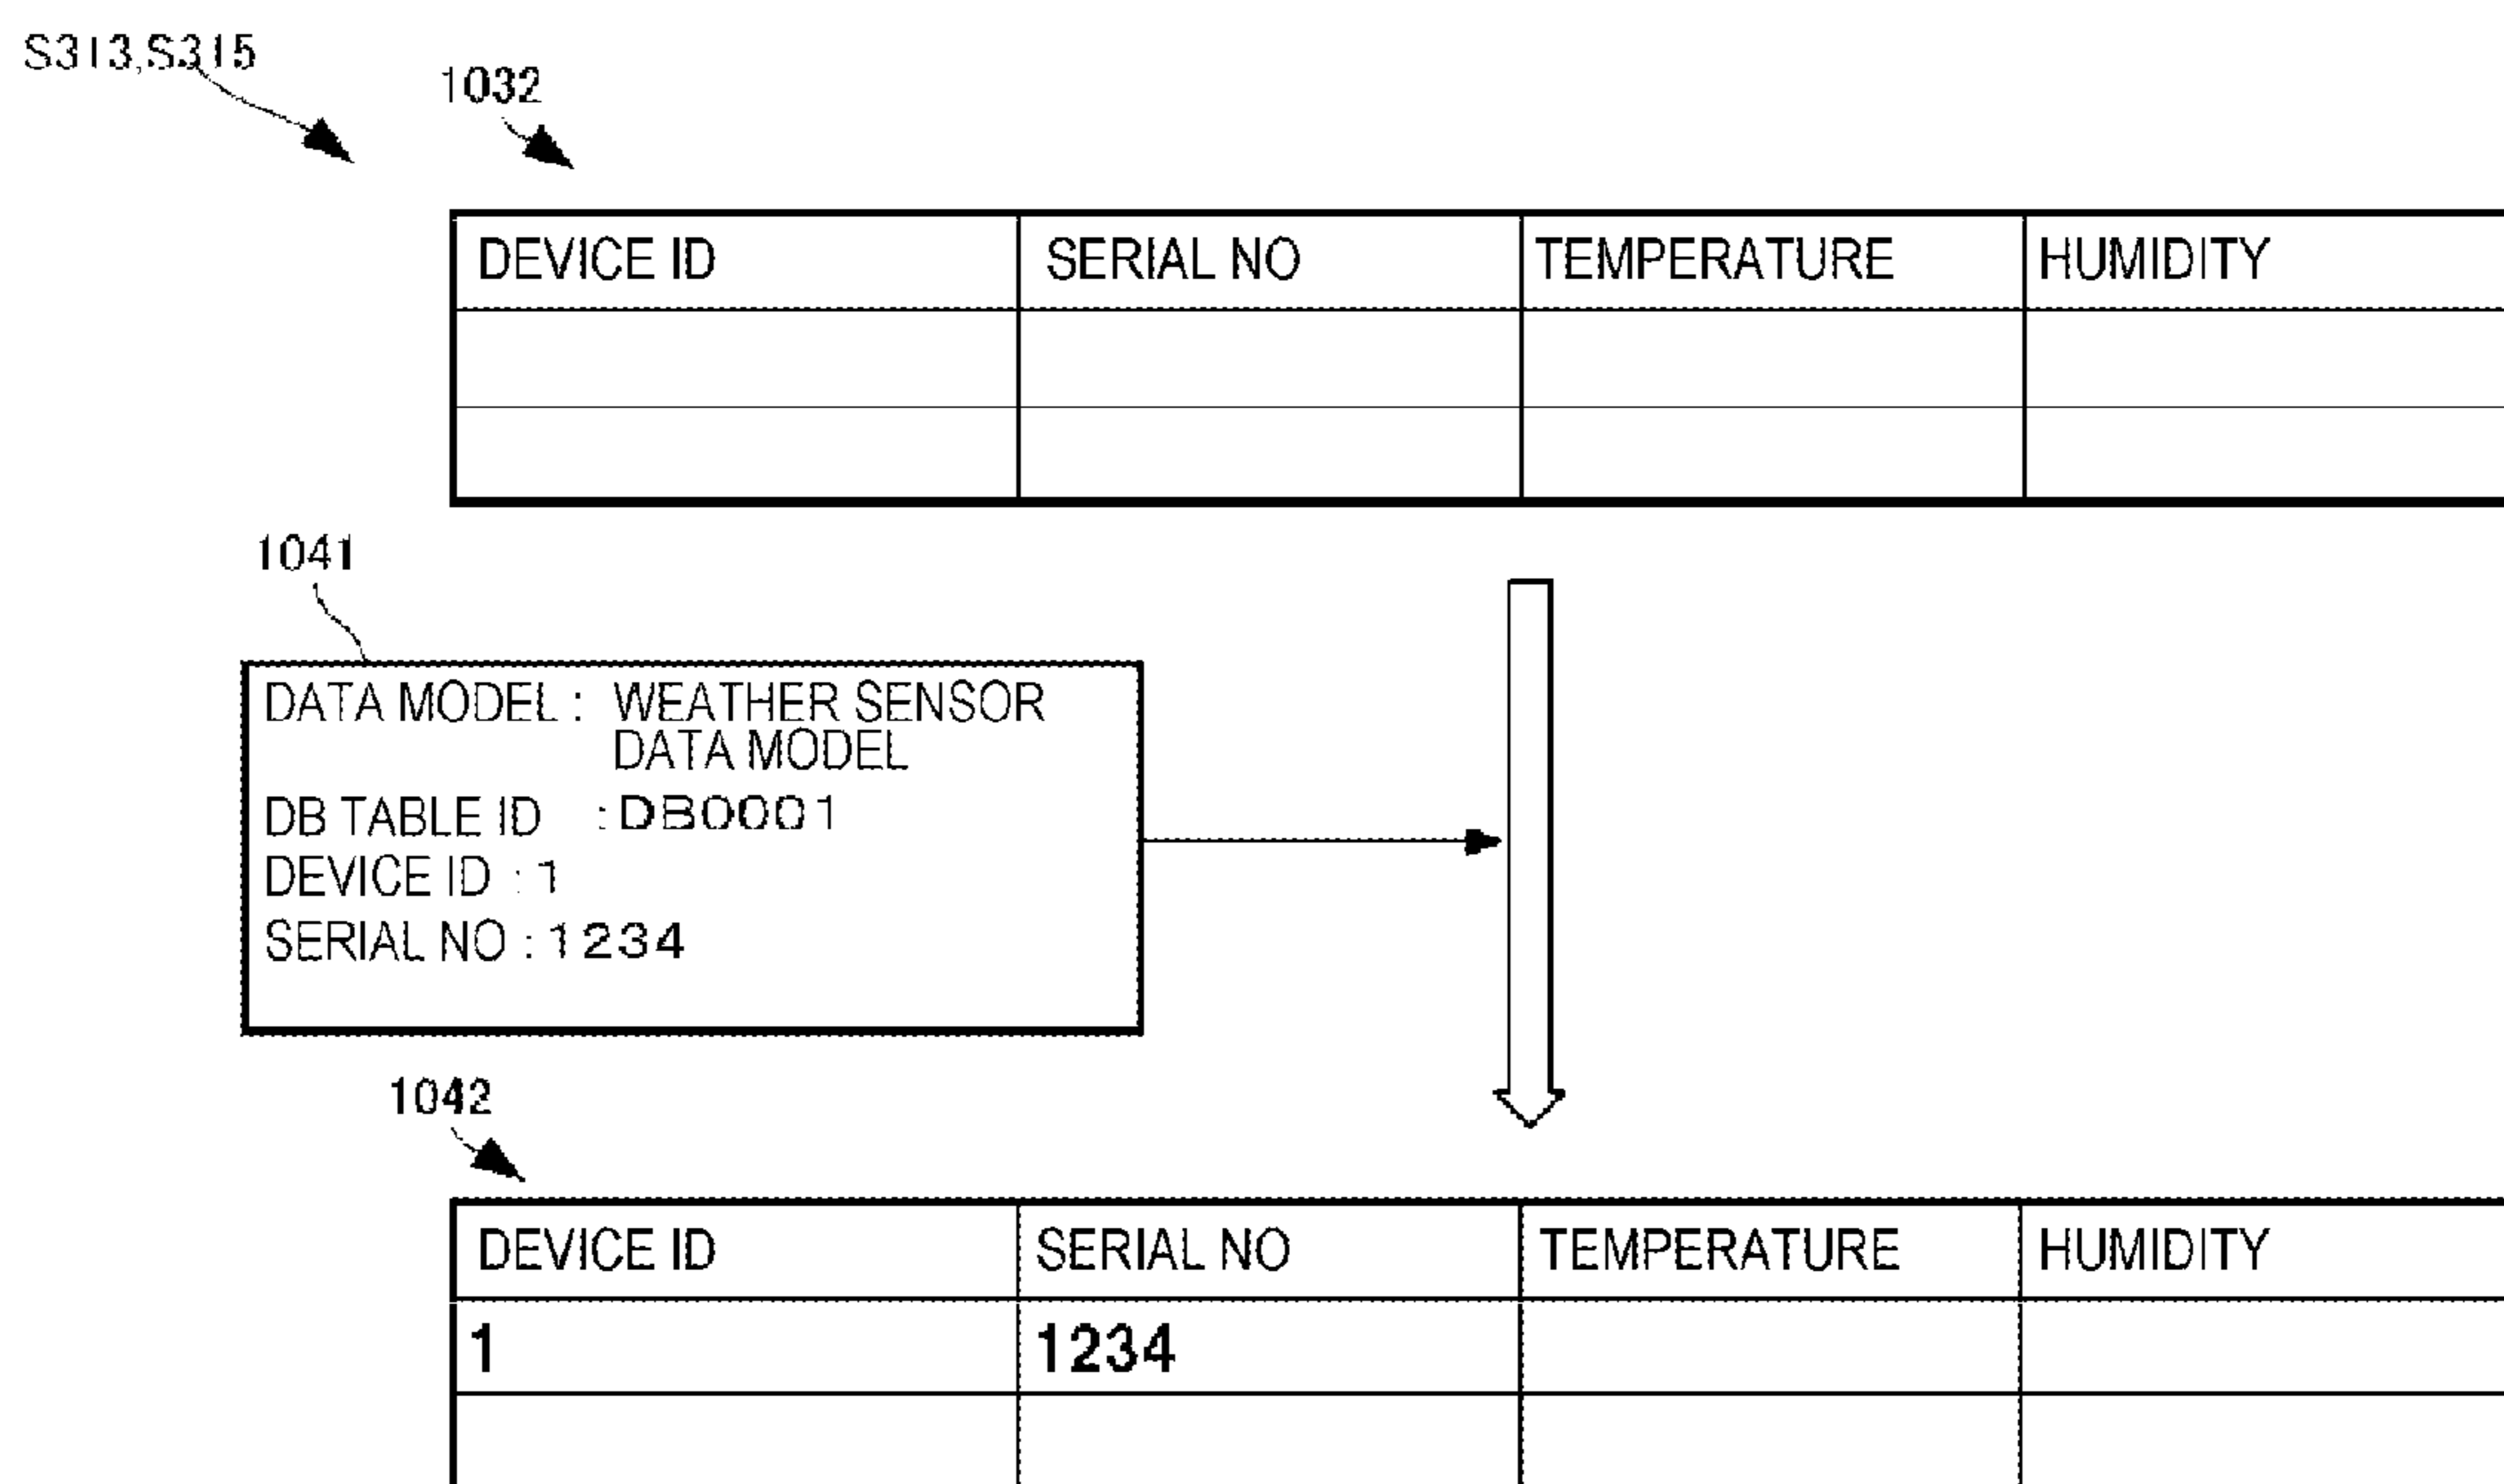 S313,S315
1032
DEVICE ID SERIAL NO TEMPERATURE HUMIDITY
1041
DATA MODEL : WEATHER SENSOR
DATA MODEL
DB TABLE ID : DB0001
DEVICE ID : 1
SERIAL NO : 1234
1042
DEVICE ID SERIAL NO TEMPERATURE HUMIDITY
1 1234